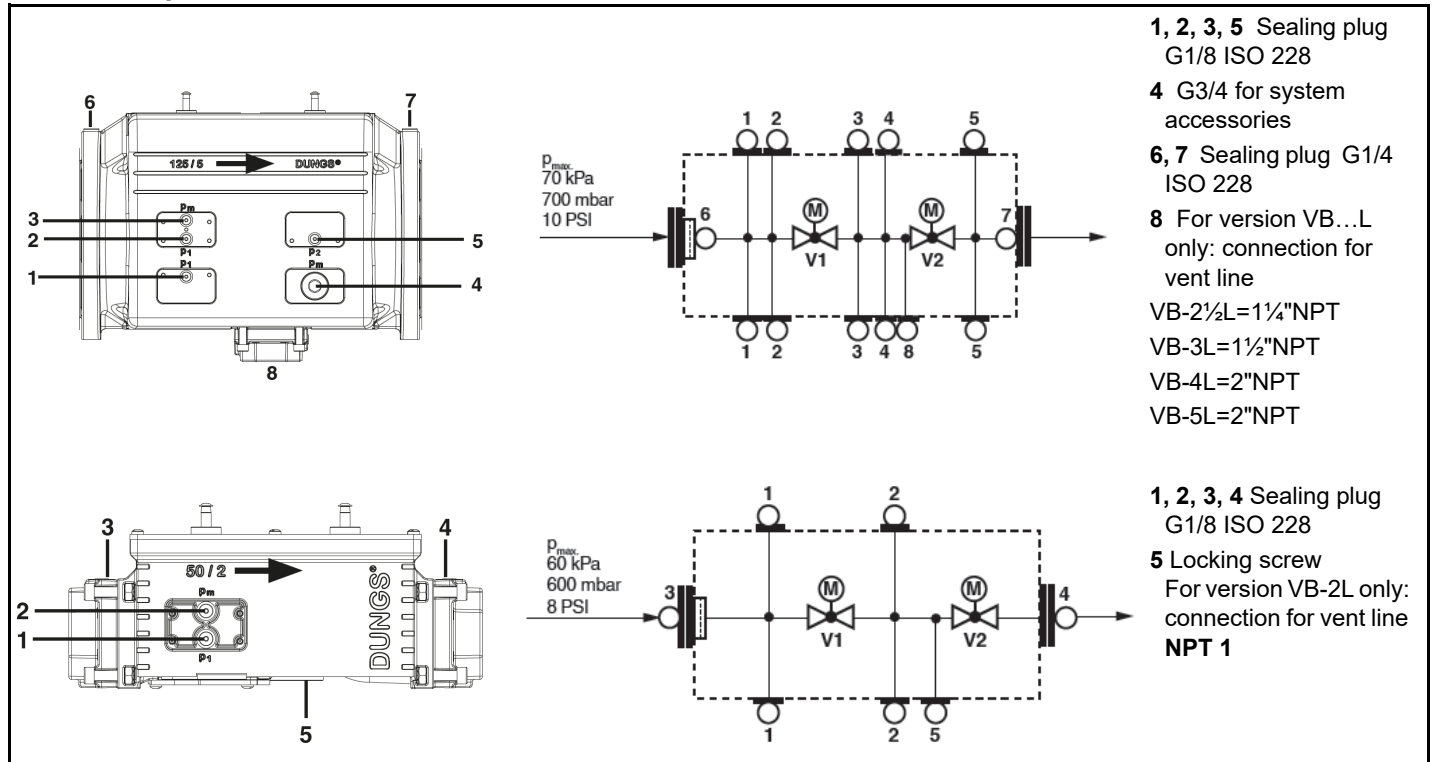 6
7
125 / 5 DUNGS®
Pm
3
2
P1
P1
1
P2
5
Pm
4
8
pmax.
70 kPa
700 mbar
10 PSI
1 2 3 4 5
6 M M 7
V1 V2
1 2 3 4 8 5
1, 2, 3, 5 Sealing plug
G1/8 ISO 228
4 G3/4 for system
accessories
6, 7 Sealing plug G1/4
ISO 228
8 For version VB…L
only: connection for
vent line
VB-2½L=1¼"NPT
VB-3L=1½"NPT
VB-4L=2"NPT
VB-5L=2"NPT
3 4
50 / 2
DUNGS®
Pm
2
1
P1
5
pmax.
60 kPa
600 mbar
8 PSI
1 2
3 M M 4
V1 V2
1 2 5
1, 2, 3, 4 Sealing plug
G1/8 ISO 228
5 Locking screw
For version VB-2L only:
connection for vent line
NPT 1